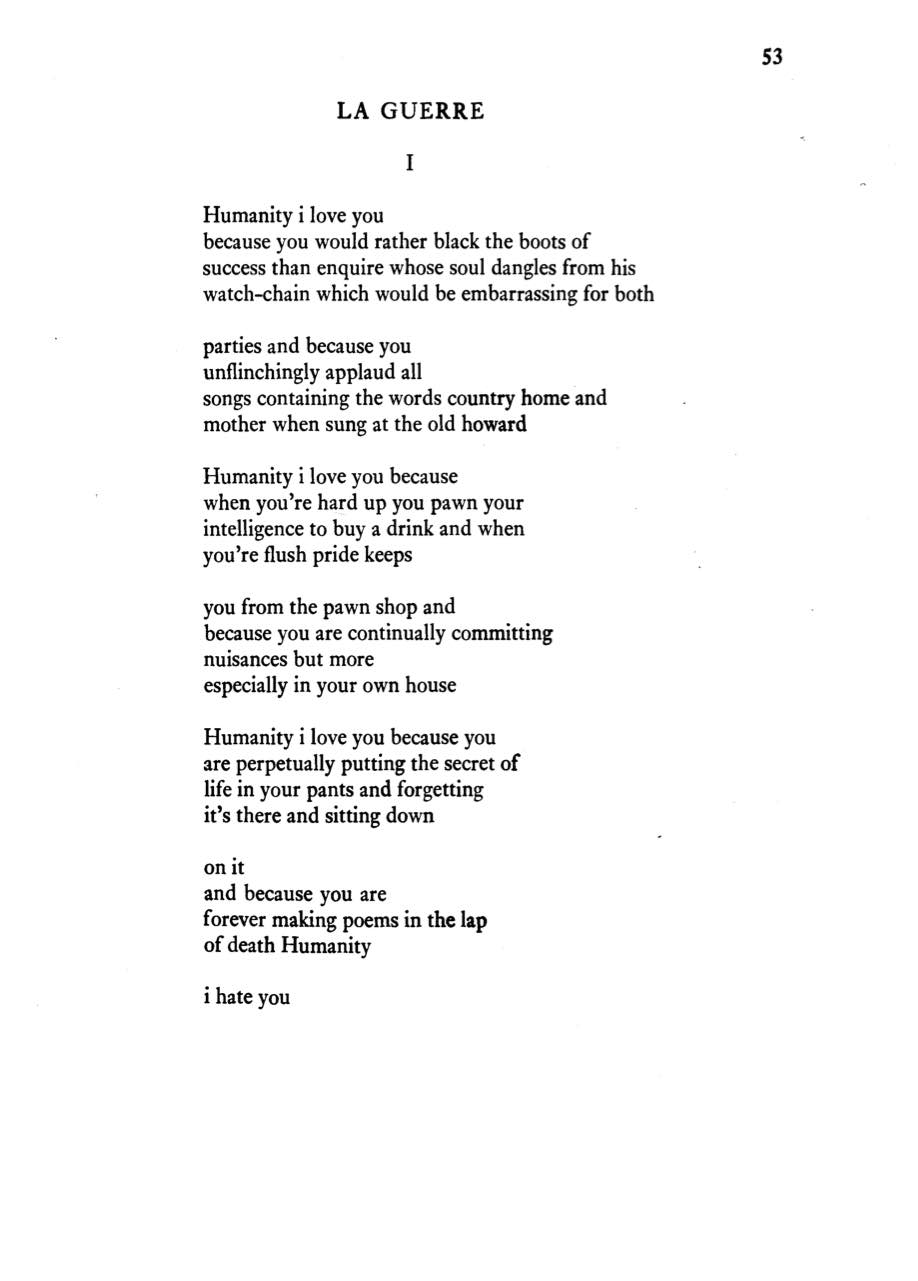 53
LA GUERRE
I
Humanity i love you
because you would rather black the boots of
success than enquire whose soul dangles from his
watch-chain which would be embarrassing for both
parties and because you
unflinchingly applaud all
songs containing the words country home and
mother when sung at the old howard
Humanity i love you because
when you're hard up you pawn your
intelligence to buy a drink and when
you're flush pride keeps
you from the pawn shop and
because you are continually committing
nuisances but more
especially in your own house
Humanity i love you because you
are perpetually putting the secret of
life in your pants and forgetting
it's there and sitting down
on it
and because you are
forever making poems in the lap
of death Humanity
i hate you